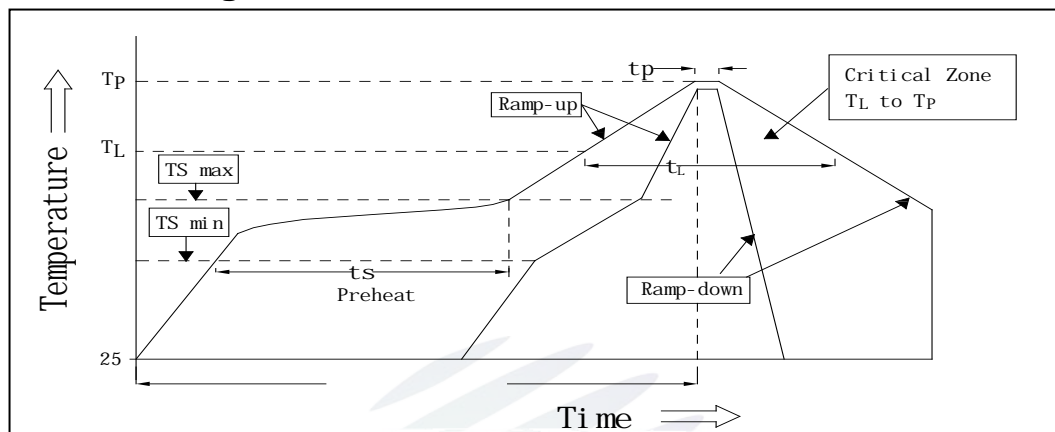 tp
Critical Zone
TL to TP
TP
Ramp-up
TL
TS max
tL
TS min
ts
Preheat
Ramp-down
25
Temperature
Time